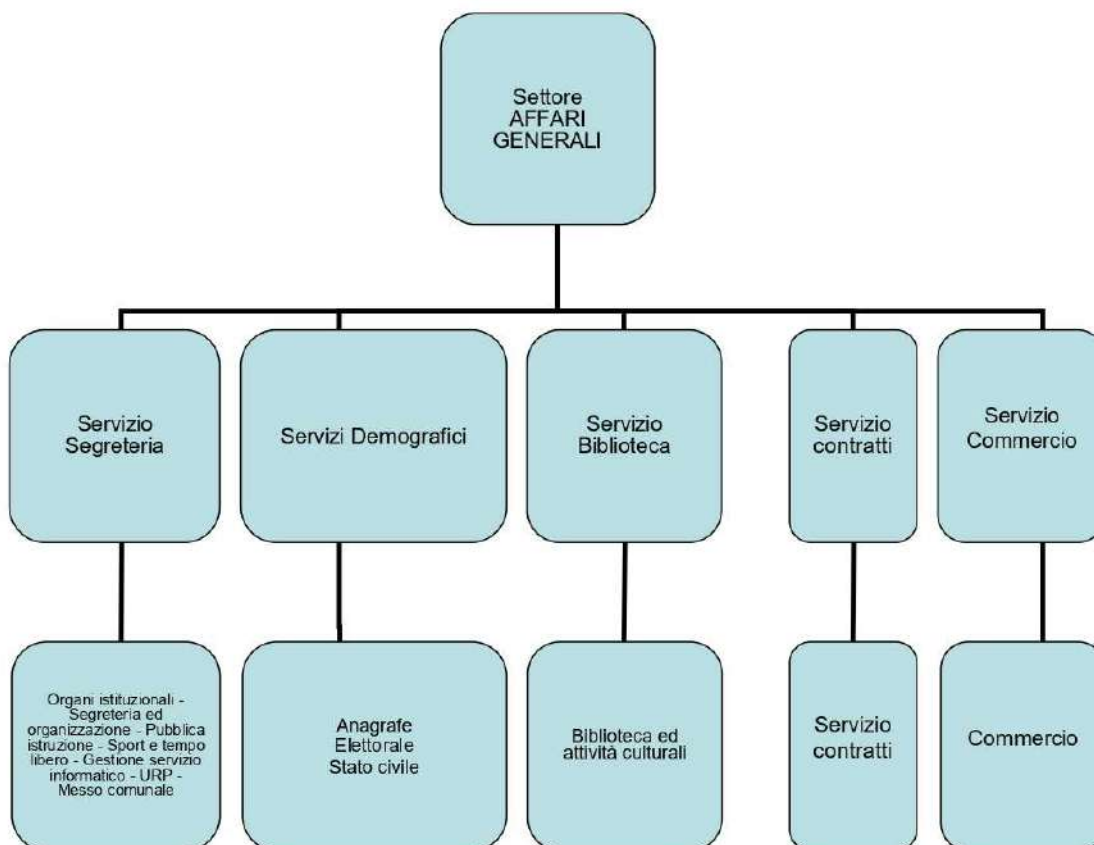 Settore
AFFARI
GENERALI
Servizio
Segreteria
Servizi Demografici
Servizio
Biblioteca
Servizio
contratti
Servizio
Commercio
Organi istituzionali -
Segreteria ed
organizzazione - Pubblica
istruzione - Sport e tempo
libero - Gestione servizio
informatico - URP -
Messo comunale
Anagrafe
Elettorale
Stato civile
Biblioteca ed
attività culturali
Servizio
contratti
Commercio